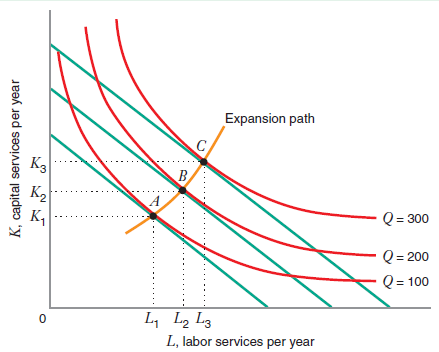 K, capital services per year
Expansion path
C
K3
B
K2
A
K1
Q = 300
Q = 200
Q = 100
0
L1 L2 L3
L, labor services per year